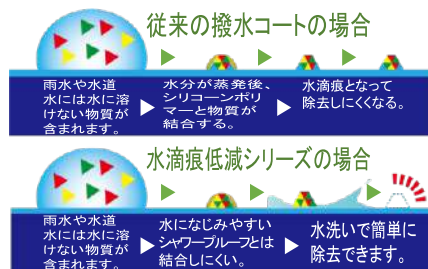 従来の撥水コートの場合
雨水や水道
水には水に溶
けない物質が
含まれます。
水分が蒸発後、
シリコーンポリ
マーと物質が
結合する。
水滴痕となって
除去しにくくなる。
水滴痕低減シリーズの場合
雨水や水道
水には水に溶
けない物質が
含まれます。
水になじみやすい
シャワープルーフとは
結合しにくい。
水洗いで簡単に
除去できます。